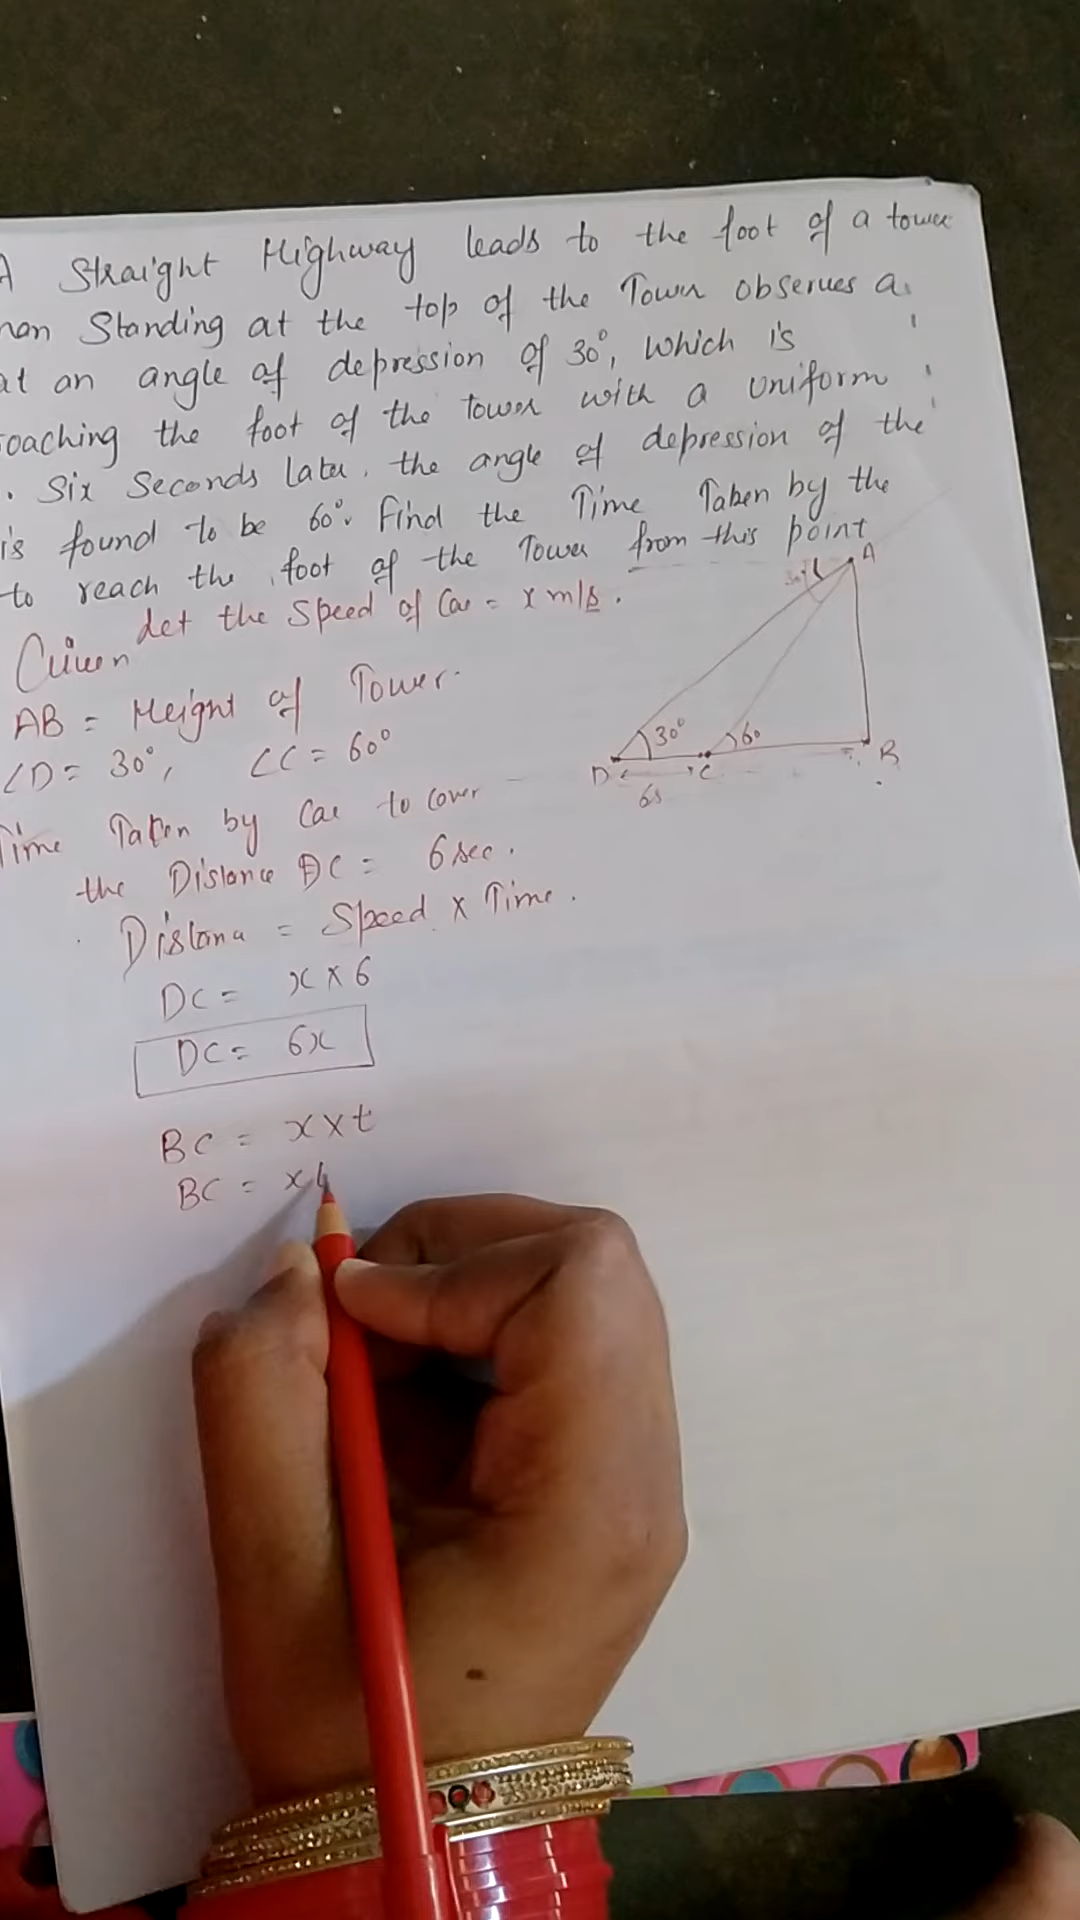 A Straight Highway leads to the foot of a tower
Standing at the top of the Tower observes a
at an angle of depression of 30°, which is
oaching the foot of the tower with a uniform
. Six Seconds later, the angle of depression of the
is found to be 60°. Find the Time Taken by the
to reach the foot of the Tower from this point
Let the Speed of Car = x m/s.
Given
AB = Height of Tower.
∠D = 30°, ∠C = 60°
Time Taken by Car to cover
the Distance DC = 6 sec.
Distance = Speed x Time.
DC = x x 6
DC = 6x
BC = x x t
BC = x
A
30°
30°
60
D
C
B
6s